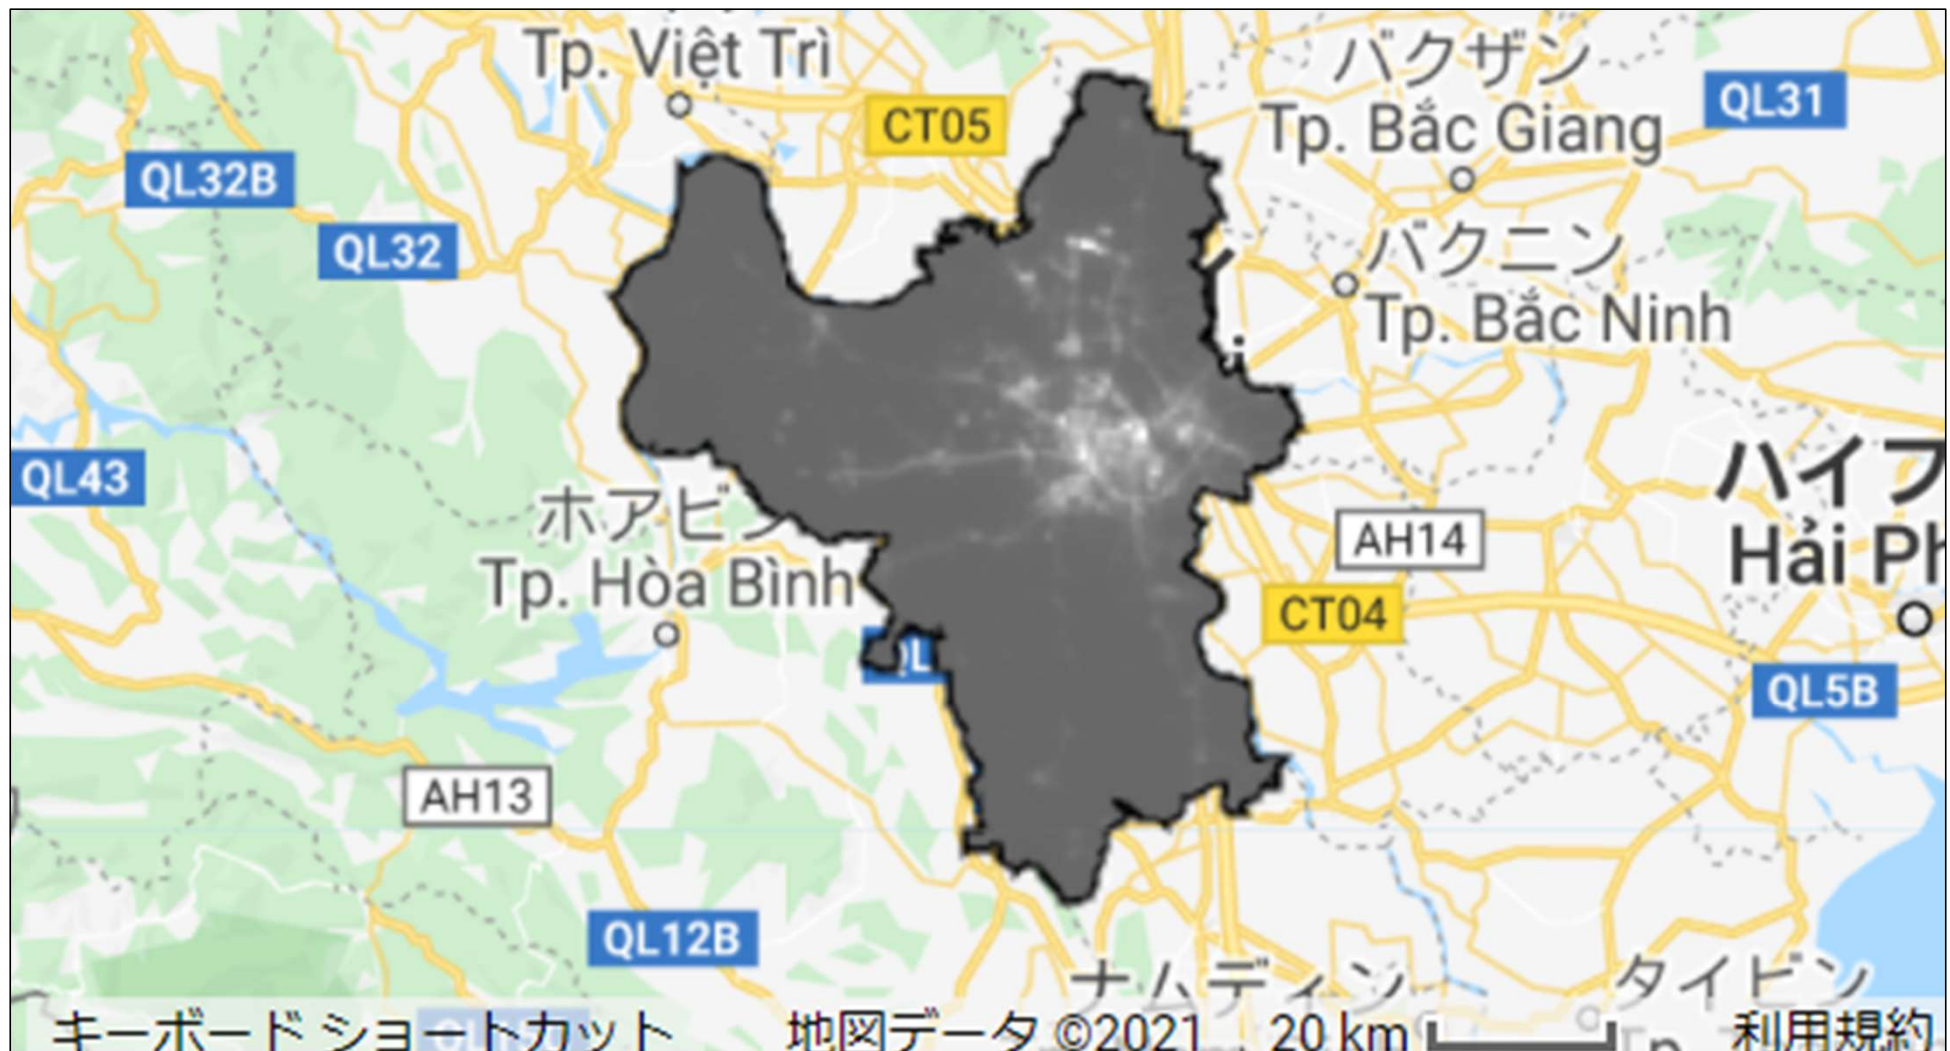 Tp. Việt Trì
バクザン
Tp. Bắc Giang
QL31
CT05
QL32B
QL32
バクニン
Tp. Bắc Ninh
QL43
ホアビン
Tp. Hòa Bình
ハイフ
Hải Ph
AH14
CT04
QL
QL5B
AH13
QL12B
ナムディン
タイビン
キーボード ショートカット
地図データ ©2021
20 km
利用規約